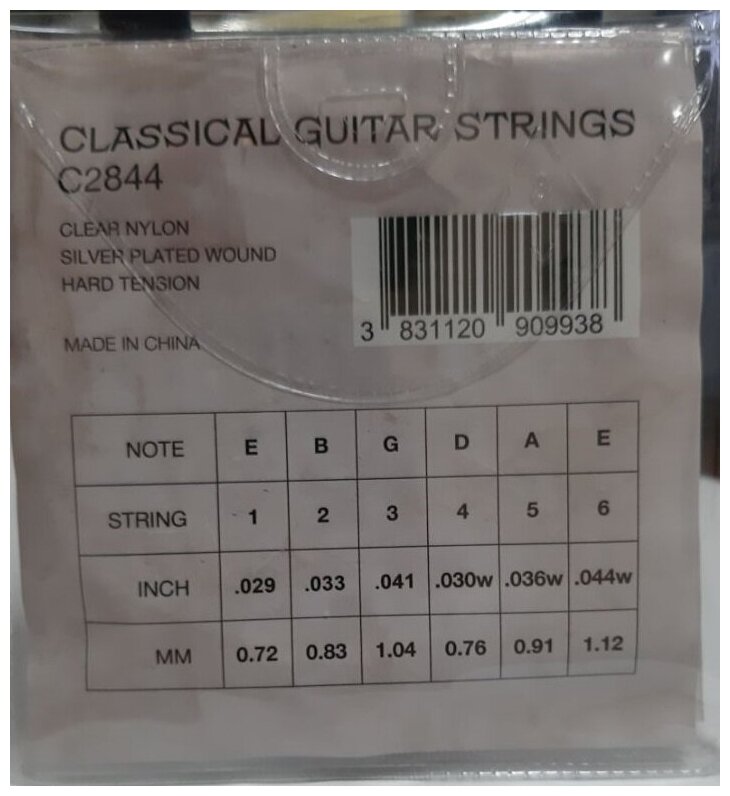 CLASSICAL GUITAR STRINGS
C2844
CLEAR NYLON
SILVER PLATED WOUND
HARD TENSION
MADE IN CHINA
3 831120 909938
NOTE E B G D A E
STRING 1 2 3 4 5 6
INCH .029 .033 .041 .030w .036w .044w
MM 0.72 0.83 1.04 0.76 0.91 1.12